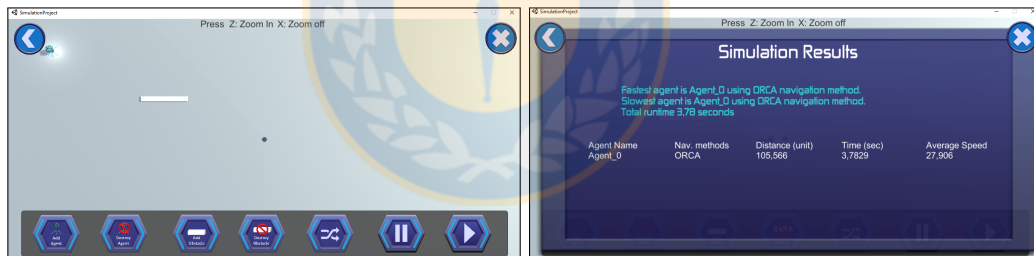 SimulationProject
Press Z: Zoom In X: Zoom off
Add
Agent
Destroy
Agent
Add
Obstacle
Destroy
Obstacle
SimulationProject
Press Z: Zoom In X: Zoom off
Simulation Results
Fastest agent is Agent_0 using ORCA navigation method.
Slowest agent is Agent_0 using ORCA navigation method.
Total runtime 3,78 seconds
Agent Name Nav. methods Distance (unit) Time (sec) Average Speed
Agent_0 ORCA 105,566 3,7829 27,906